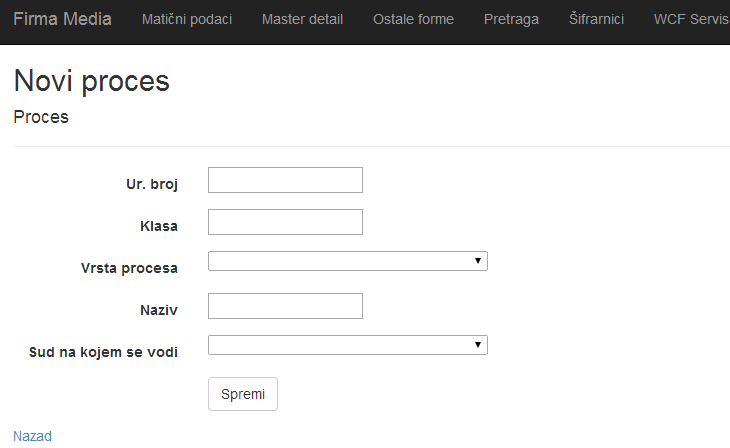 Firma Media Matični podaci Master detail Ostale forme Pretraga Šifrarnici WCF Servis
Novi proces
Proces
Ur. broj
Klasa
Vrsta procesa
Naziv
Sud na kojem se vodi
Spremi
Nazad